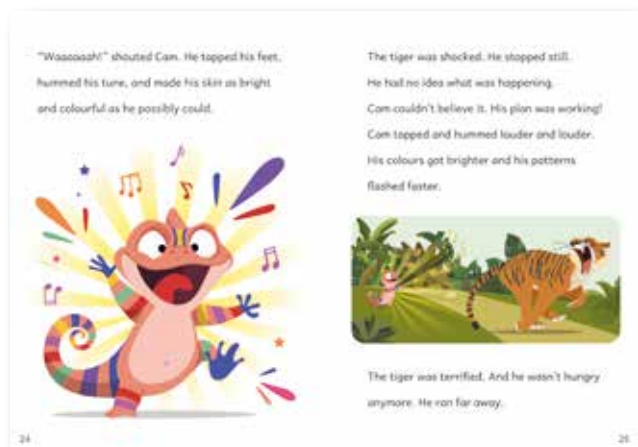 "Waaaaaah!" shouted Cam. He tapped his feet,
hummed his tune, and made his skin as bright
and colourful as he possibly could.
24
The tiger was shocked. He stopped still.
He had no idea what was happening.
Cam couldn't believe it. His plan was working!
Cam tapped and hummed louder and louder.
His colours got brighter and his patterns
flashed faster.
The tiger was terrified. And he wasn't hungry
anymore. He ran far away.
25